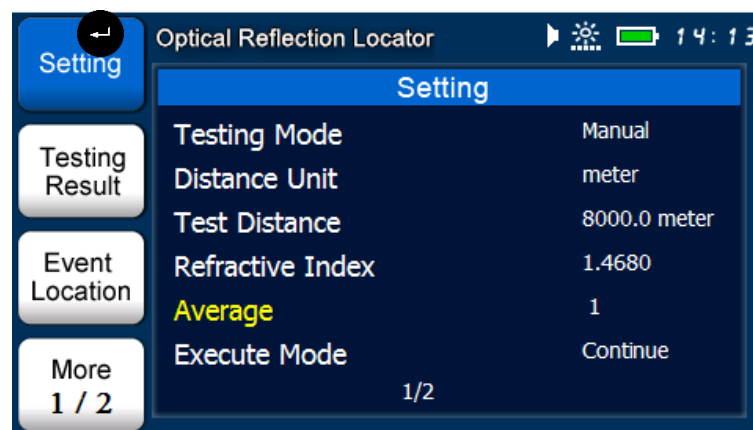 Optical Reflection Locator 14:13
Setting
Setting
Testing Mode Manual
Testing
Result
Distance Unit meter
Test Distance 8000.0 meter
Event
Location
Refractive Index 1.4680
Average 1
Execute Mode Continue
More
1 / 2
1/2